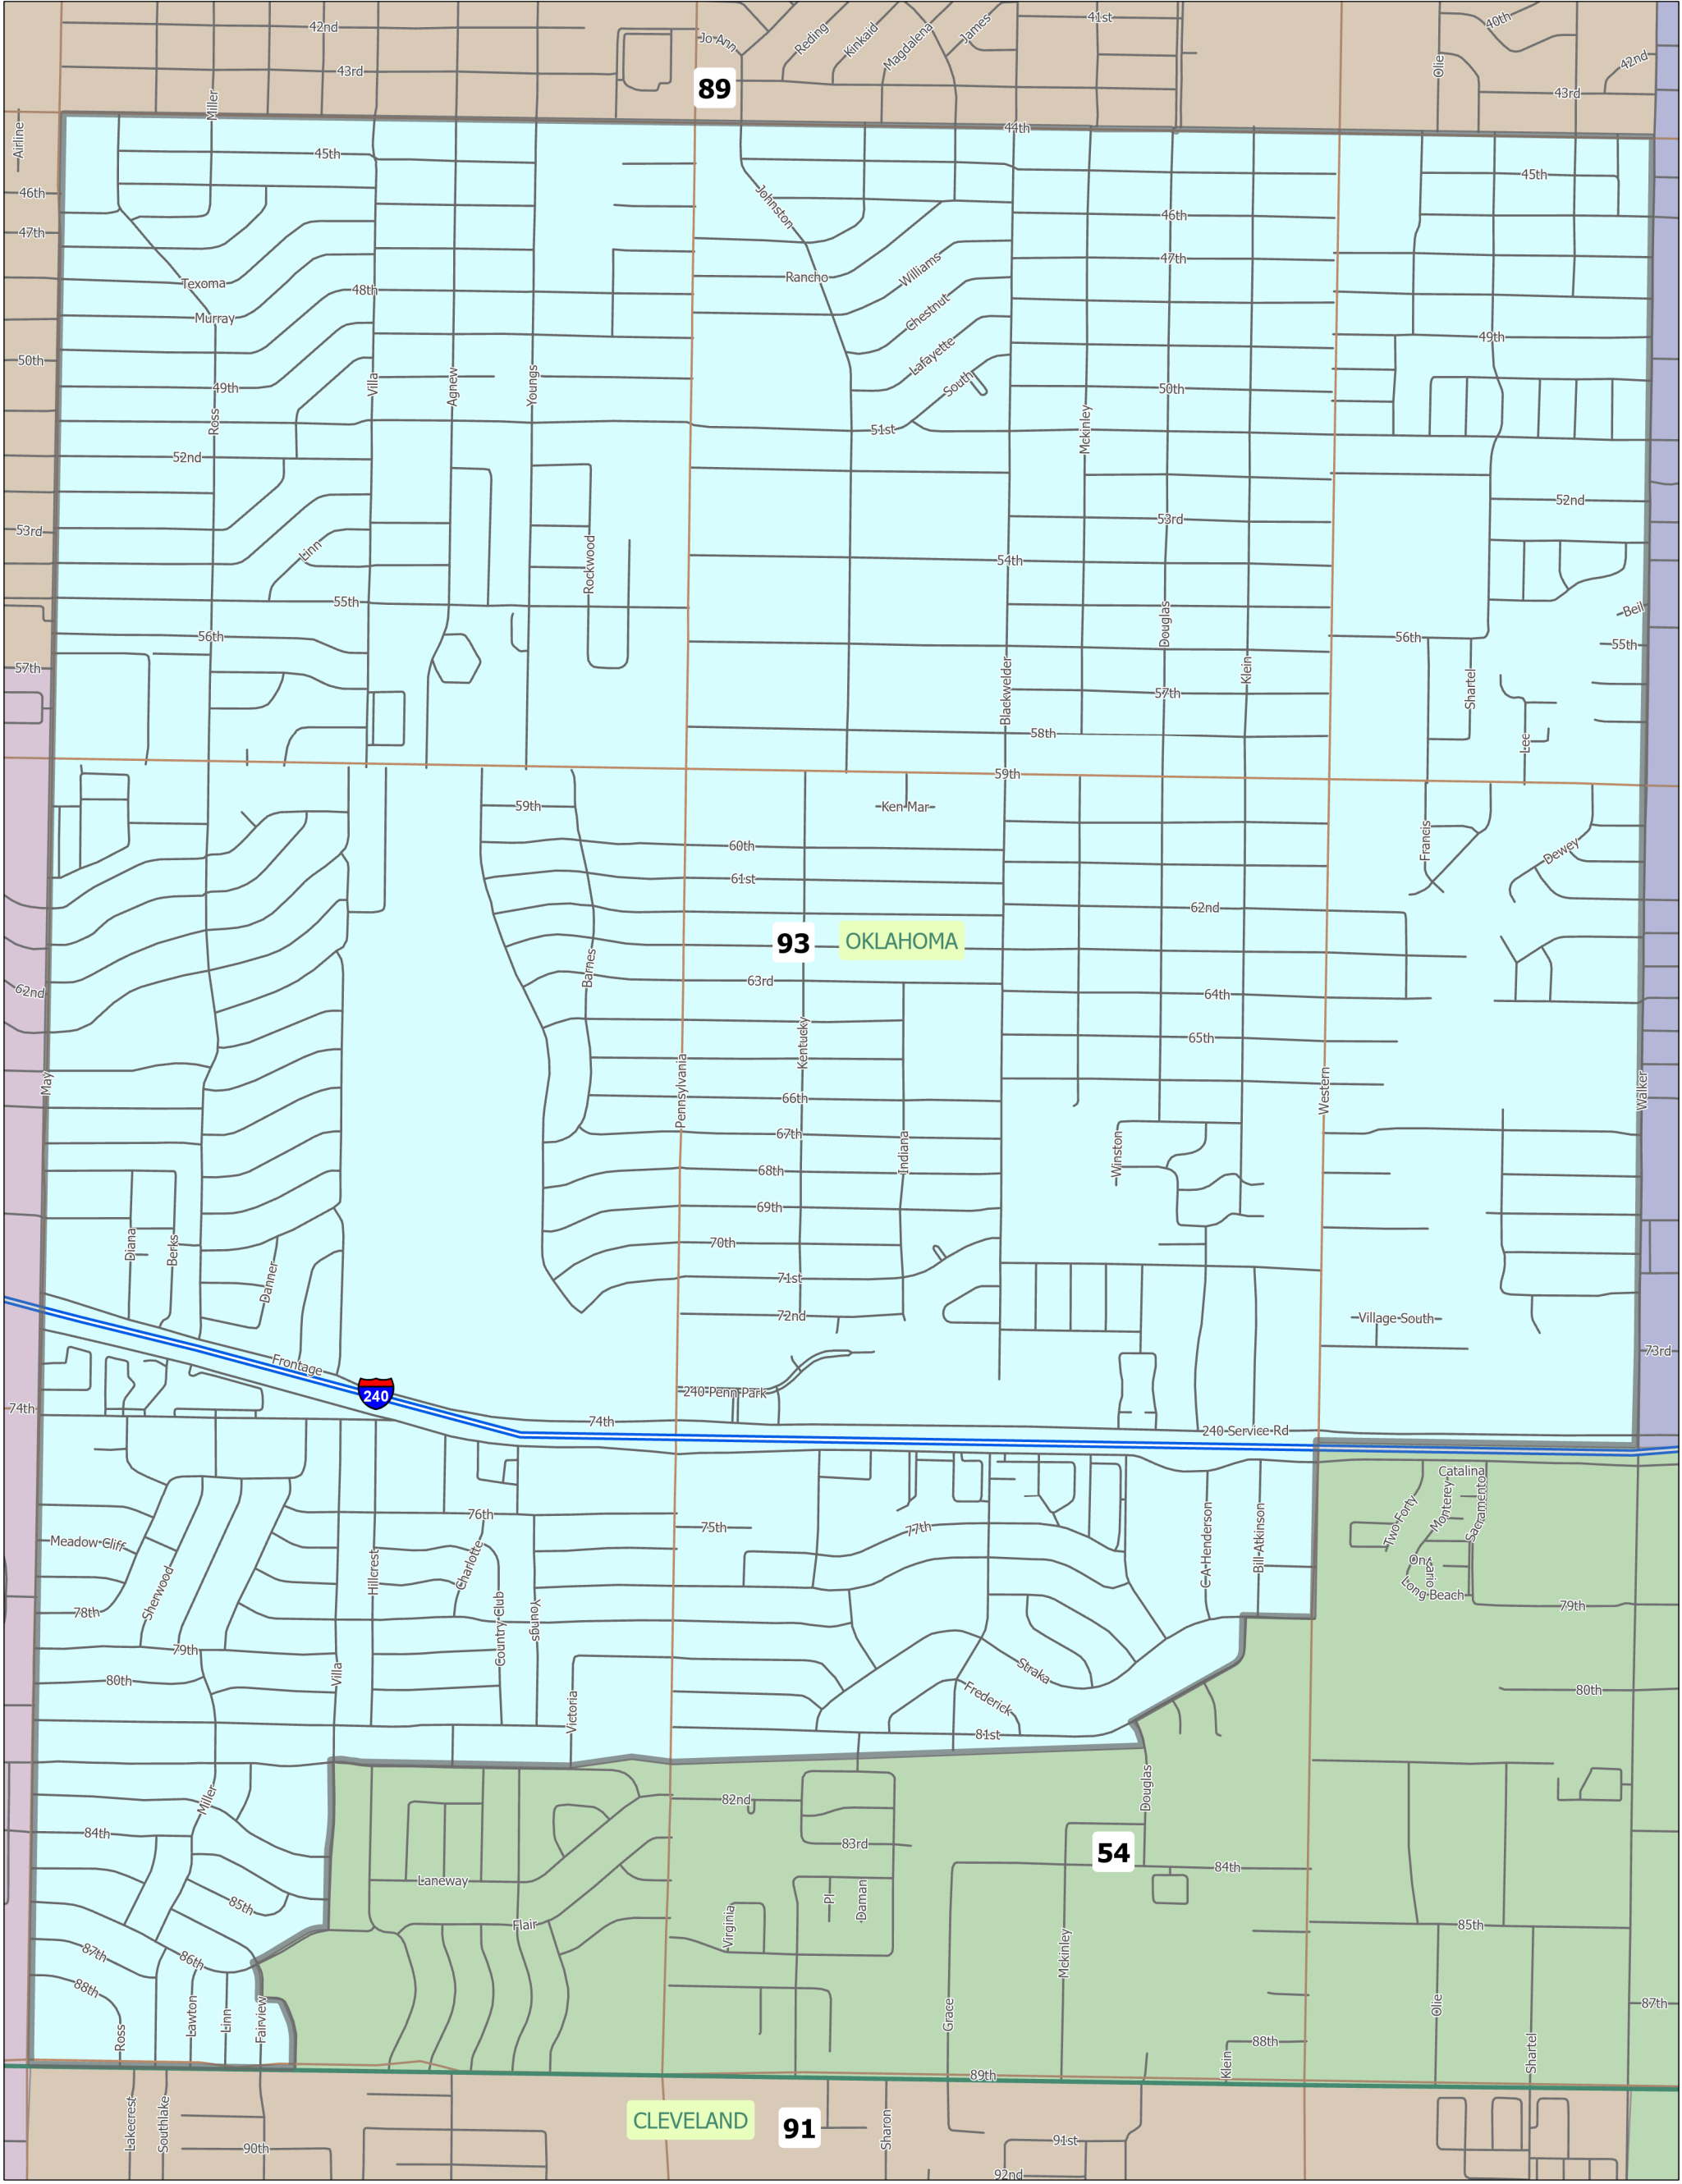 42nd
41st
40th
Jo Ann
Reding
Kinkaid
Magdalena
James
Olie
42nd
43rd
43rd
89
Miller
44th
Airline
45th
45th
46th
Johnston
46th
47th
47th
Texoma
Rancho
Williams
48th
Murray
Chestnut
49th
50th
Lafayette
49th
Villa
Agnew
Youngs
South
50th
Ross
51st
Mckinley
52nd
52nd
53rd
53rd
Linn
Rockwood
54th
55th
Douglas
Beil
56th
56th
55th
57th
Blackwelder
Klein
57th
Shartel
58th
Lee
59th
59th
Ken Mar
60th
Francis
Dewey
61st
62nd
93
OKLAHOMA
Barnes
63rd
62nd
64th
Kentucky
65th
May
Pennsylvania
66th
Western
Walker
67th
Indiana
Winston
68th
69th
Diana
Berks
70th
Danner
71st
72nd
Village South
Frontage
73rd
240
240 Penn Park
74th
74th
240 Service Rd
Catalina
Two Forty
Monterey
Sacramento
76th
75th
77th
Meadow Cliff
C A Henderson
Bill Atkinson
Hillcrest
Charlotte
Sherwood
Ontario
Long Beach
78th
Country Club
Youngs
79th
79th
Villa
Straka
80th
Frederick
80th
Victoria
81st
Miller
Douglas
82nd
84th
83rd
54
84th
Laneway
85th
Pl
Daman
Flair
Virginia
85th
87th
86th
Mckinley
88th
Lawton
Linn
Fairview
Grace
Olie
87th
Ross
88th
Klein
Shartel
89th
Lakecrest
Southlake
CLEVELAND
91
Sharon
90th
91st
92nd